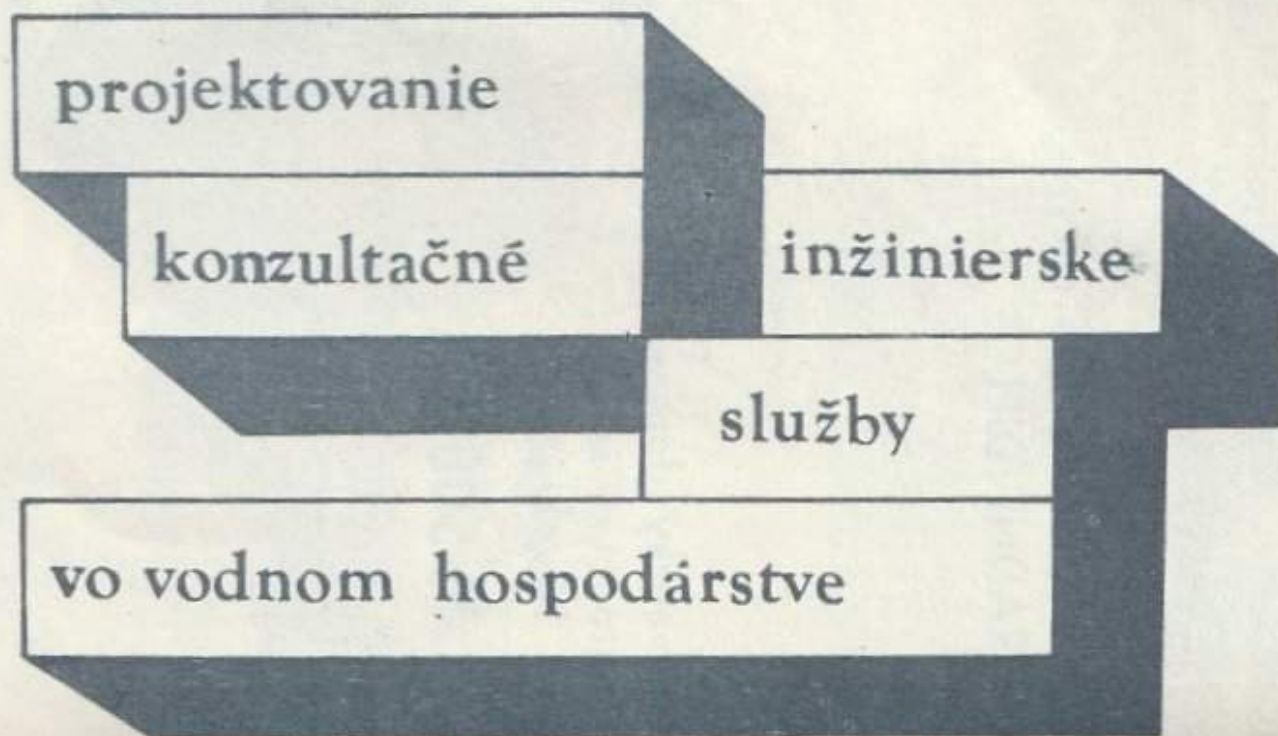 projektovanie
konzultačné inžinierske
služby
vo vodnom hospodárstve